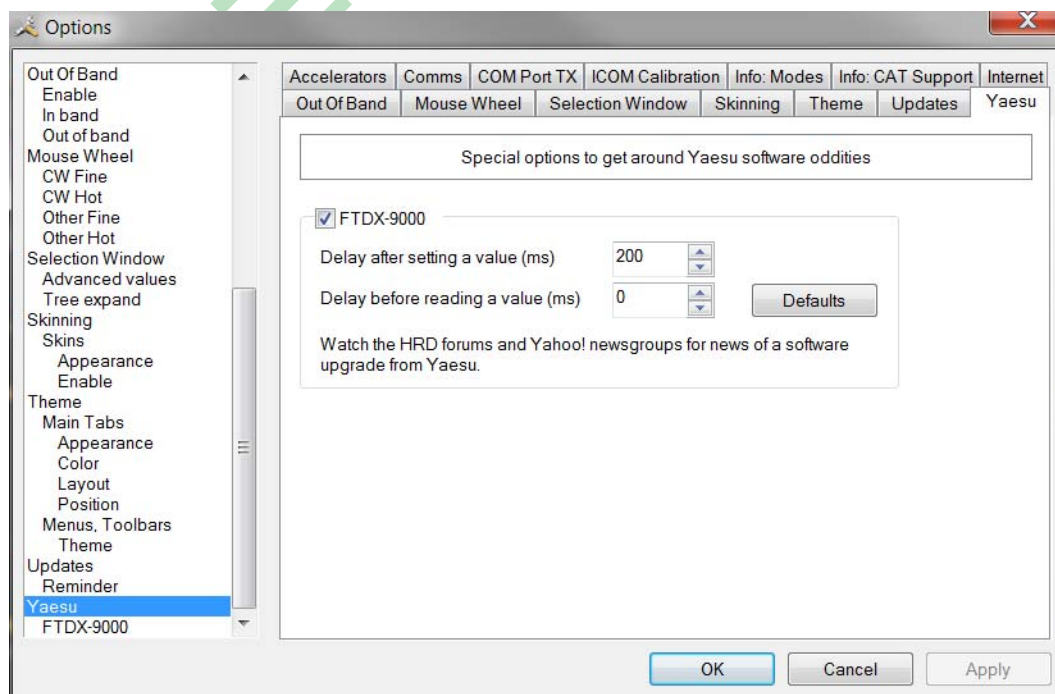 Options
X
Out Of Band
Enable
In band
Out of band
Mouse Wheel
CW Fine
CW Hot
Other Fine
Other Hot
Selection Window
Advanced values
Tree expand
Skinning
Skins
Appearance
Enable
Theme
Main Tabs
Appearance
Color
Layout
Position
Menus, Toolbars
Theme
Updates
Reminder
Yaesu
FTDX-9000
Accelerators Comms COM Port TX ICOM Calibration Info: Modes Info: CAT Support Internet
Out Of Band Mouse Wheel Selection Window Skinning Theme Updates Yaesu
Special options to get around Yaesu software oddities
FTDX-9000
Delay after setting a value (ms) 200
Delay before reading a value (ms) 0 Defaults
Watch the HRD forums and Yahoo! newsgroups for news of a software
upgrade from Yaesu.
OK Cancel Apply